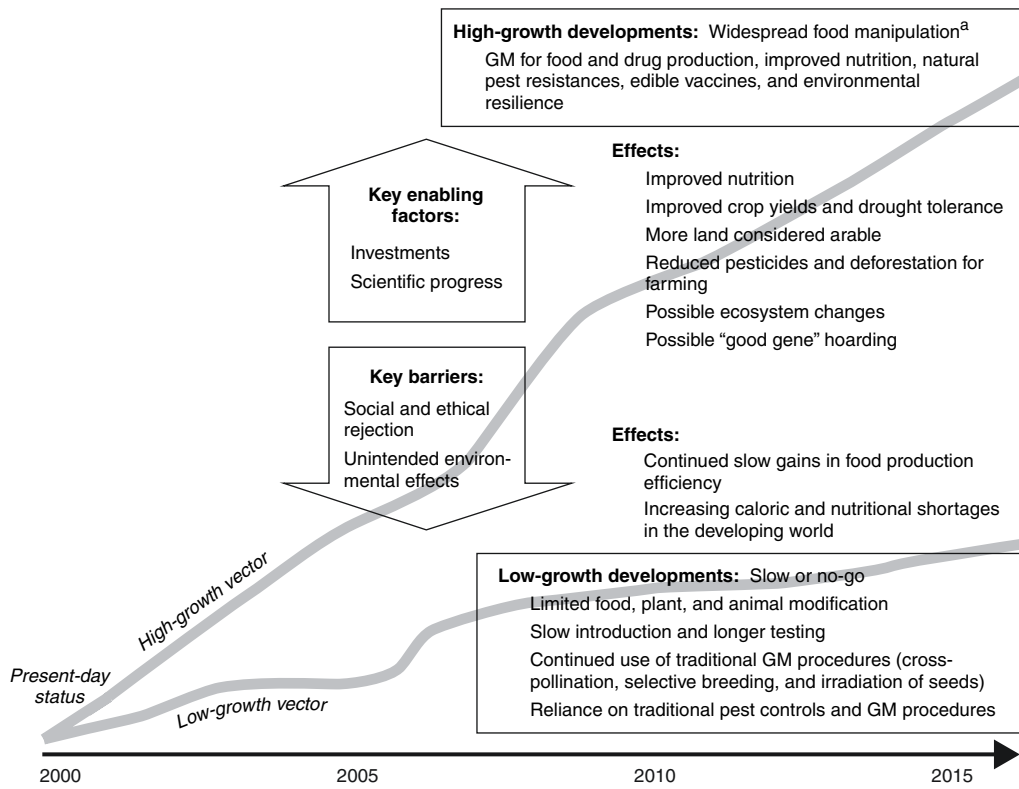 High-growth developments: Widespread food manipulationa
GM for food and drug production, improved nutrition, natural
pest resistances, edible vaccines, and environmental
resilience
Key enabling
factors:
Investments
Scientific progress
Effects:
Improved nutrition
Improved crop yields and drought tolerance
More land considered arable
Reduced pesticides and deforestation for
farming
Possible ecosystem changes
Possible “good gene” hoarding
Key barriers:
Social and ethical
rejection
Unintended environ-
mental effects
Effects:
Continued slow gains in food production
efficiency
Increasing caloric and nutritional shortages
in the developing world
High-growth vector
Low-growth developments: Slow or no-go
Limited food, plant, and animal modification
Slow introduction and longer testing
Continued use of traditional GM procedures (cross-
pollination, selective breeding, and irradiation of seeds)
Reliance on traditional pest controls and GM procedures
Present-day
status
Low-growth vector
2000 2005 2010 2015